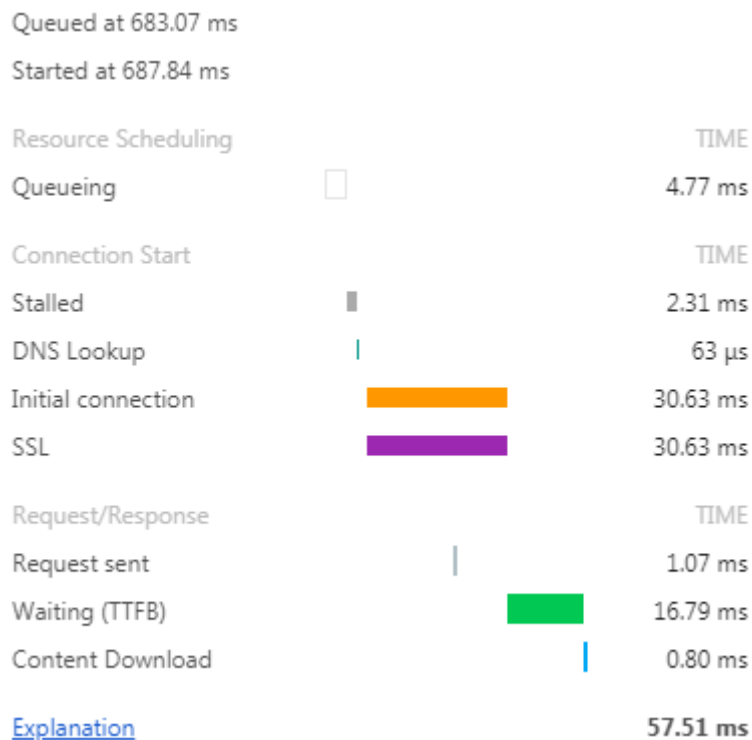 Queued at 683.07 ms
Started at 687.84 ms
Resource Scheduling TIME
Queueing 4.77 ms
Connection Start TIME
Stalled 2.31 ms
DNS Lookup 63 μs
Initial connection 30.63 ms
SSL 30.63 ms
Request/Response TIME
Request sent 1.07 ms
Waiting (TTFB) 16.79 ms
Content Download 0.80 ms
Explanation 57.51 ms